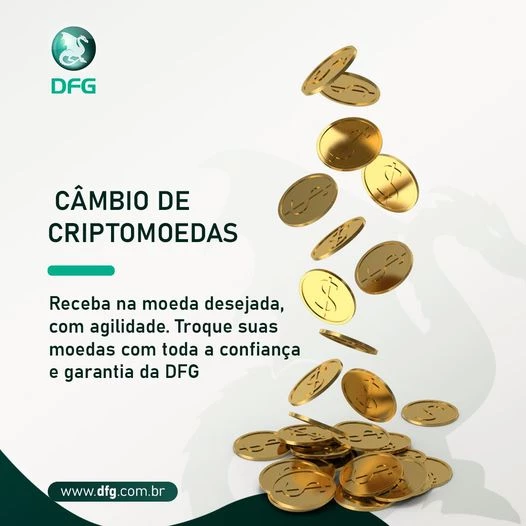 DFG
CÂMBIO DE
CRIPTOMOEDAS
Receba na moeda desejada,
com agilidade. Troque suas
moedas com toda a confiança
e garantia da DFG
www.dfg.com.br